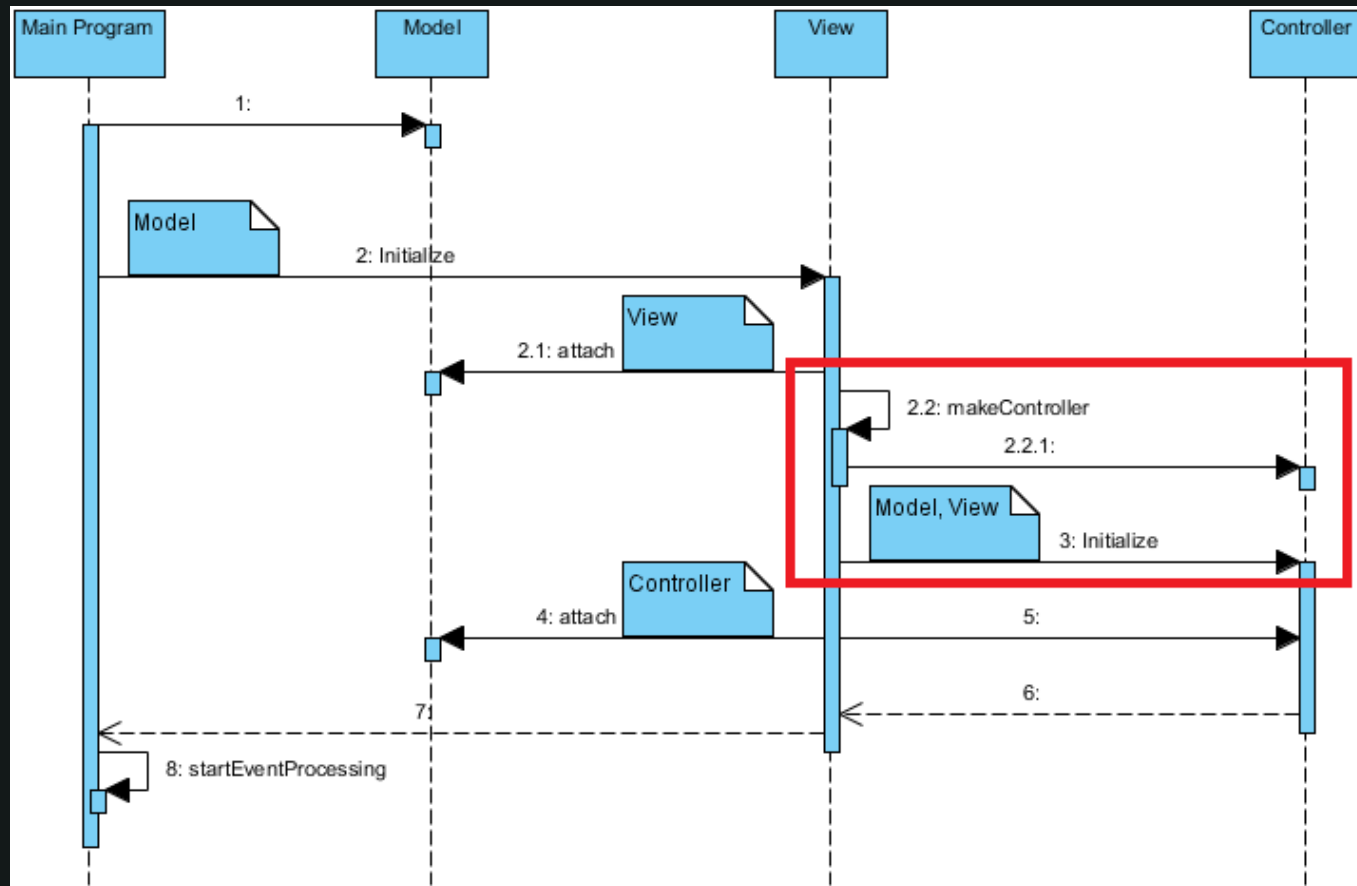 Main Program
Model
View
Controller
1:
Model
2: Initialize
View
2.1: attach
2.2: makeController
2.2.1:
Model, View
3: Initialize
Controller
4: attach
5:
6:
7:
8: startEventProcessing